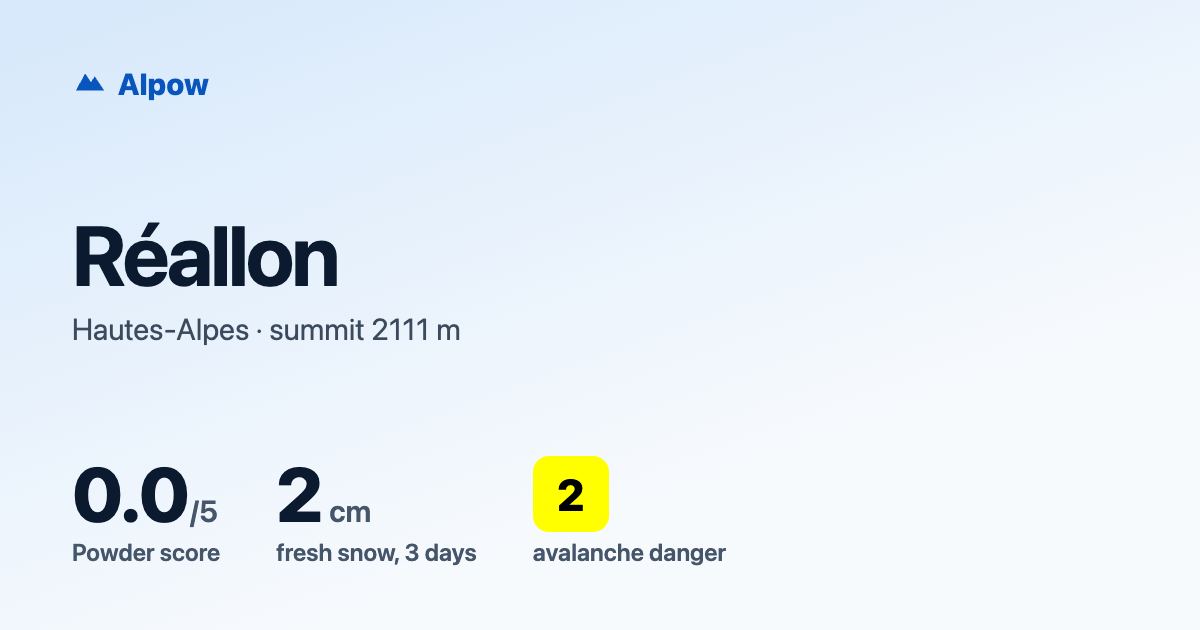 Alpow
Réallon
Hautes-Alpes · summit 2111 m
0.0/5
Powder score
2 cm
fresh snow, 3 days
2
avalanche danger